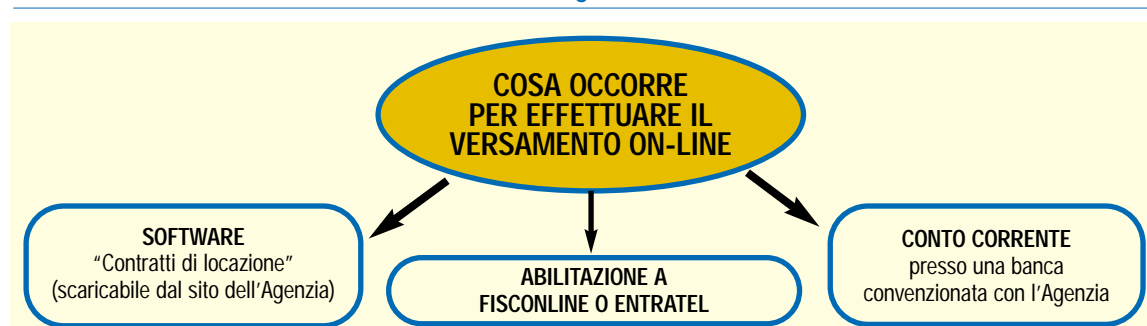 COSA OCCORRE
PER EFFETTUARE IL
VERSAMENTO ON-LINE
SOFTWARE
“Contratti di locazione”
(scaricabile dal sito dell’Agenzia)
ABILITAZIONE A
FISCONLINE O ENTRATEL
CONTO CORRENTE
presso una banca
convenzionata con l’Agenzia